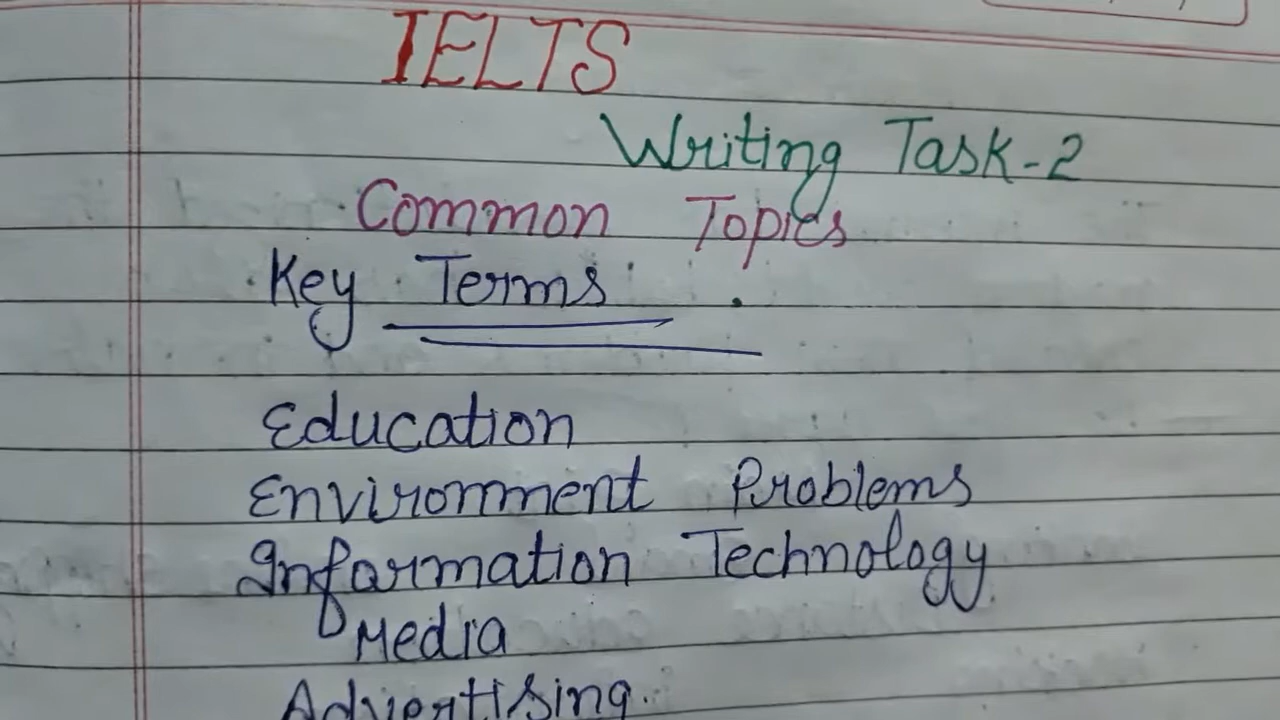 IELTS
Writing Task-2
Common Topics
Key Terms
Education
Environment Problems
Information Technology
Media
Advertising.